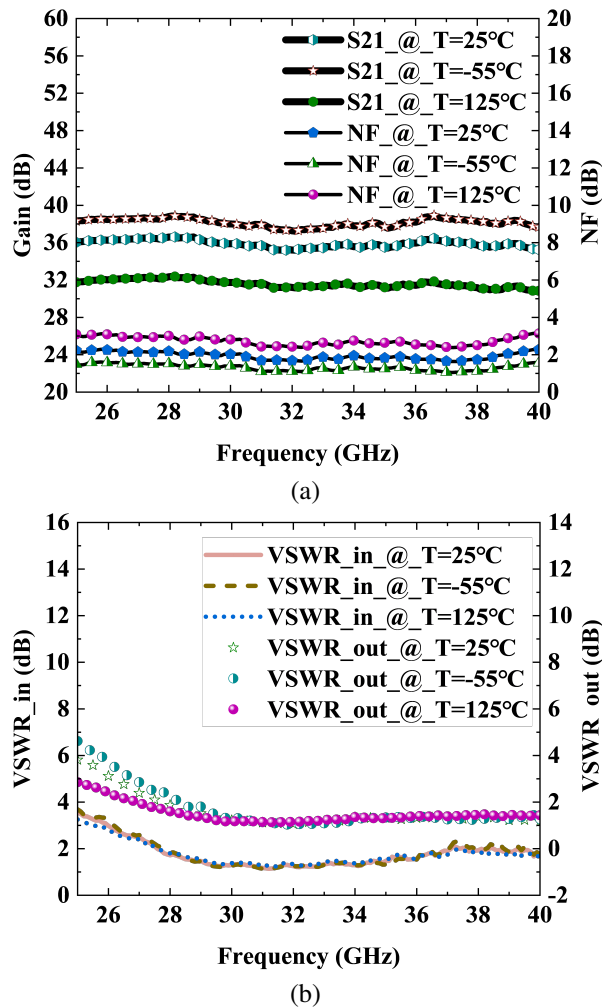 60
56
52
48
44
40
36
32
28
24
20
Gain (dB)
S21_@_T=25℃
S21_@_T=-55℃
S21_@_T=125℃
NF_@_T=25℃
NF_@_T=-55℃
NF_@_T=125℃
20
18
16
14
12
10
8
6
4
2
0
NF (dB)
26 28 30 32 34 36 38 40
Frequency (GHz)
(a)
16
14
12
10
8
6
4
2
0
VSWR_in (dB)
VSWR_in_@_T=25℃
VSWR_in_@_T=-55℃
VSWR_in_@_T=125℃
VSWR_out_@_T=25℃
VSWR_out_@_T=-55℃
VSWR_out_@_T=125℃
14
12
10
8
6
4
2
0
-2
VSWR_out (dB)
26 28 30 32 34 36 38 40
Frequency (GHz)
(b)